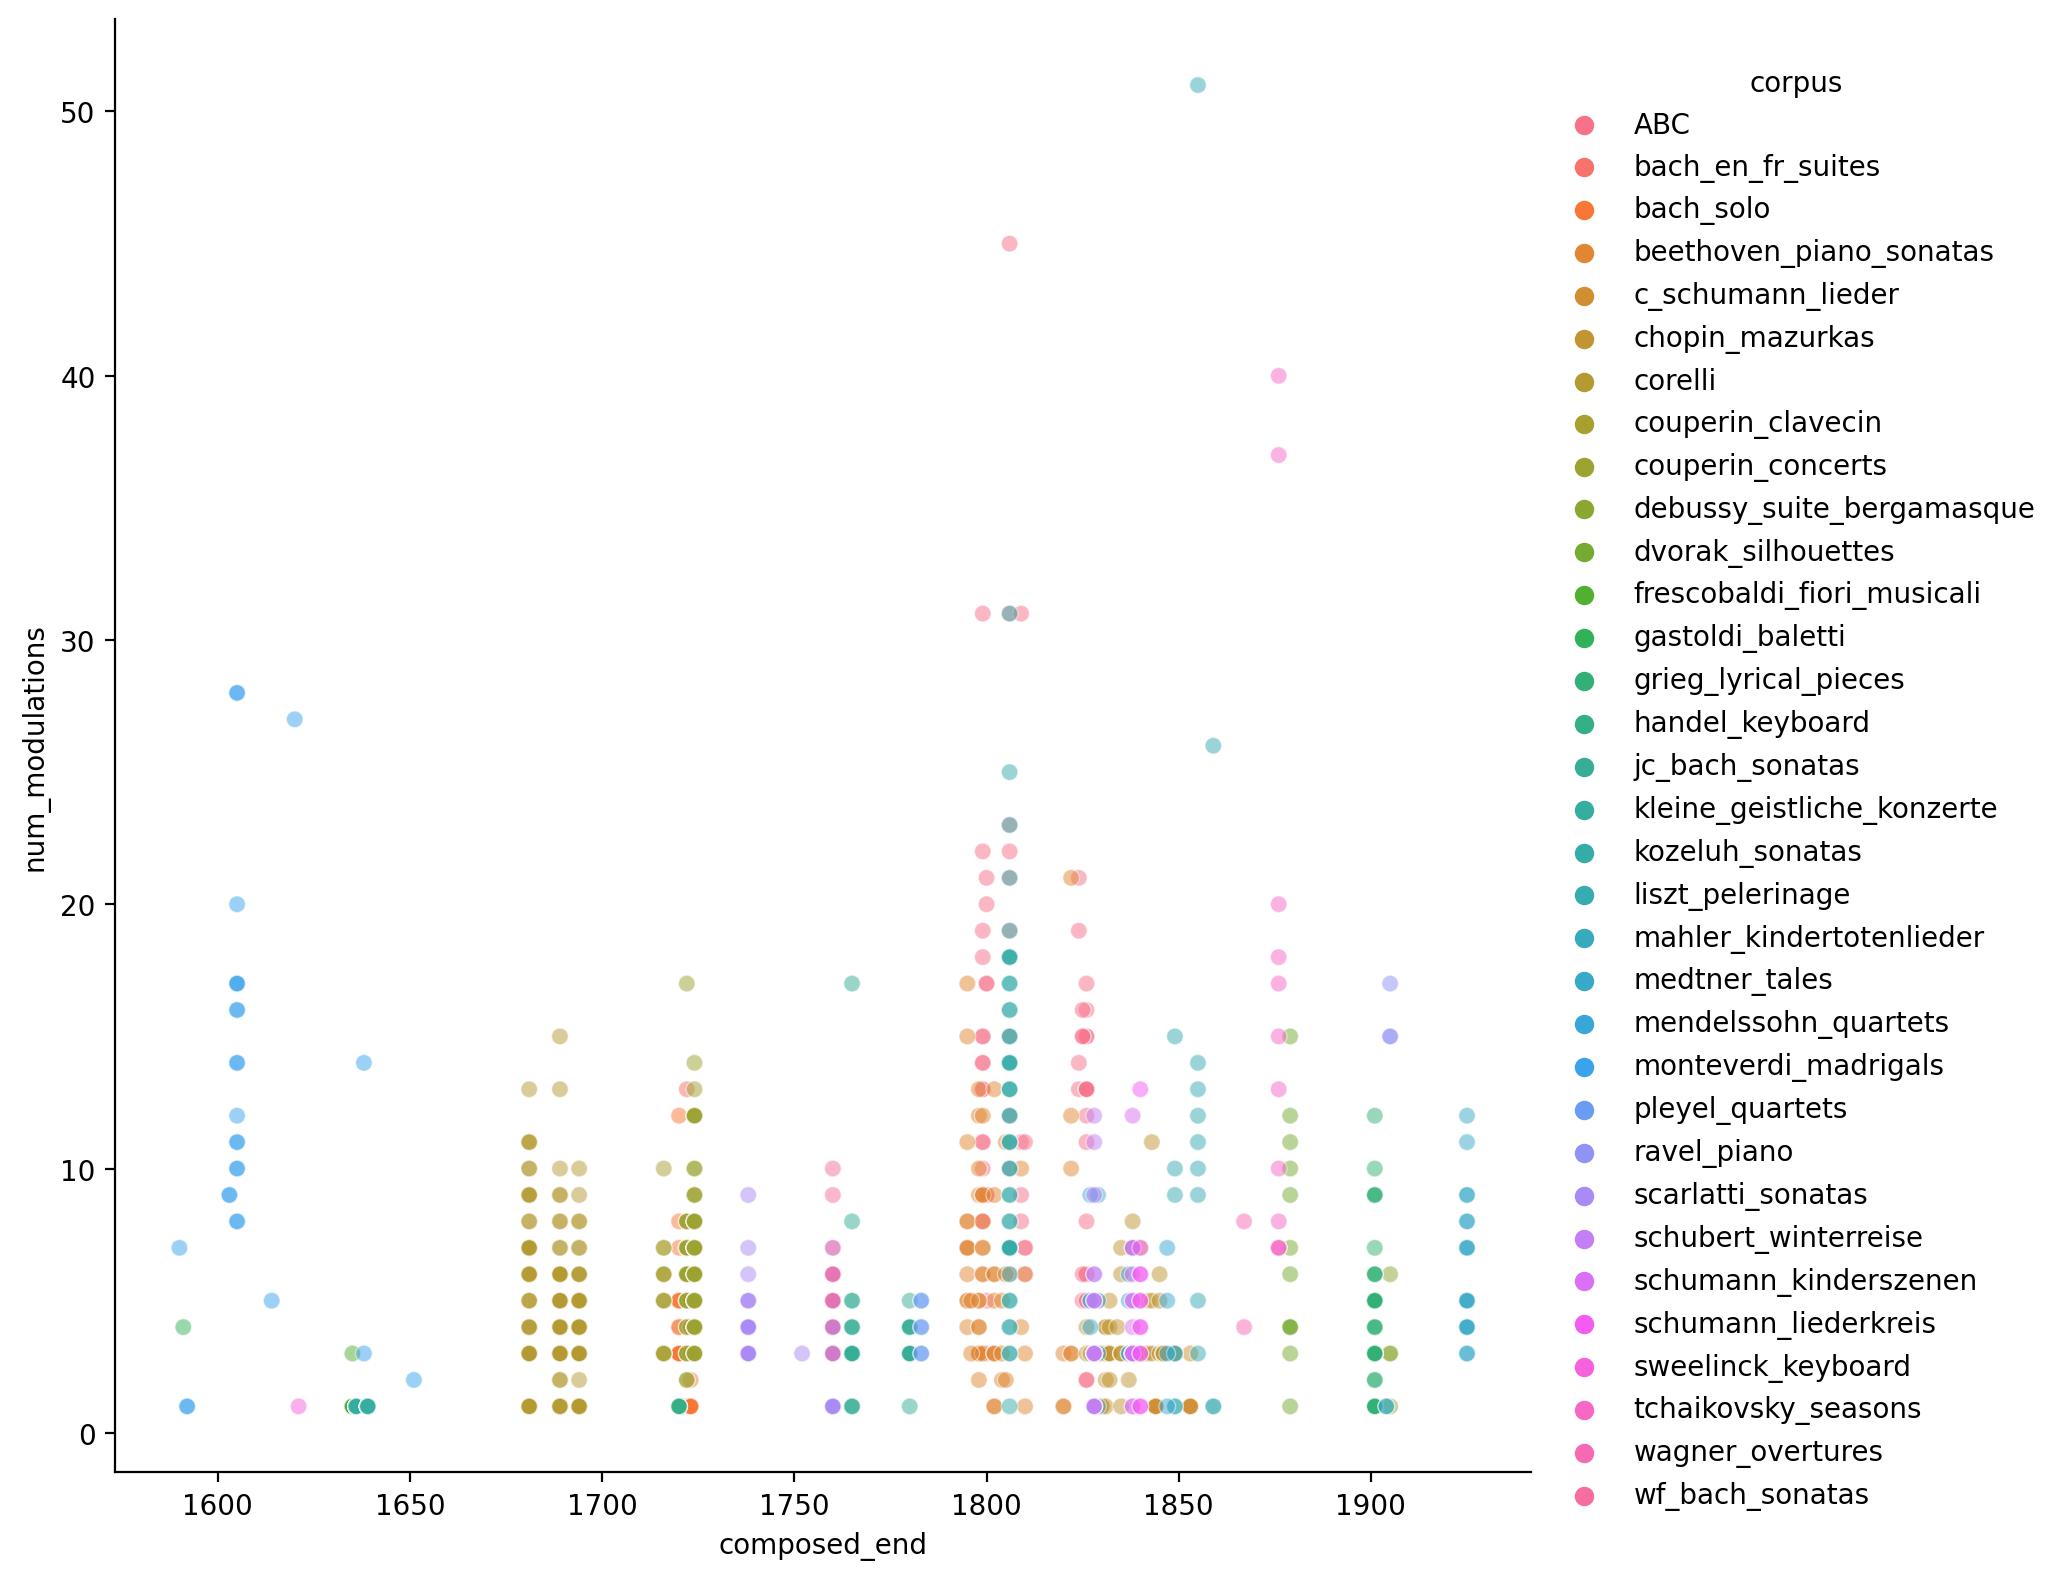 corpus
ABC
bach_en_fr_suites
bach_solo
beethoven_piano_sonatas
c_schumann_lieder
chopin_mazurkas
corelli
couperin_clavecin
couperin_concerts
debussy_suite_bergamasque
dvorak_silhouettes
frescobaldi_fiori_musicali
gastoldi_baletti
grieg_lyrical_pieces
handel_keyboard
jc_bach_sonatas
kleine_geistliche_konzerte
kozeluh_sonatas
liszt_pelerinage
mahler_kindertotenlieder
medtner_tales
mendelssohn_quartets
monteverdi_madrigals
pleyel_quartets
ravel_piano
scarlatti_sonatas
schubert_winterreise
schumann_kinderszenen
schumann_liederkreis
sweelinck_keyboard
tchaikovsky_seasons
wagner_overtures
wf_bach_sonatas
num_modulations
50
40
30
20
10
0
1600 1650 1700 1750 1800 1850 1900
composed_end